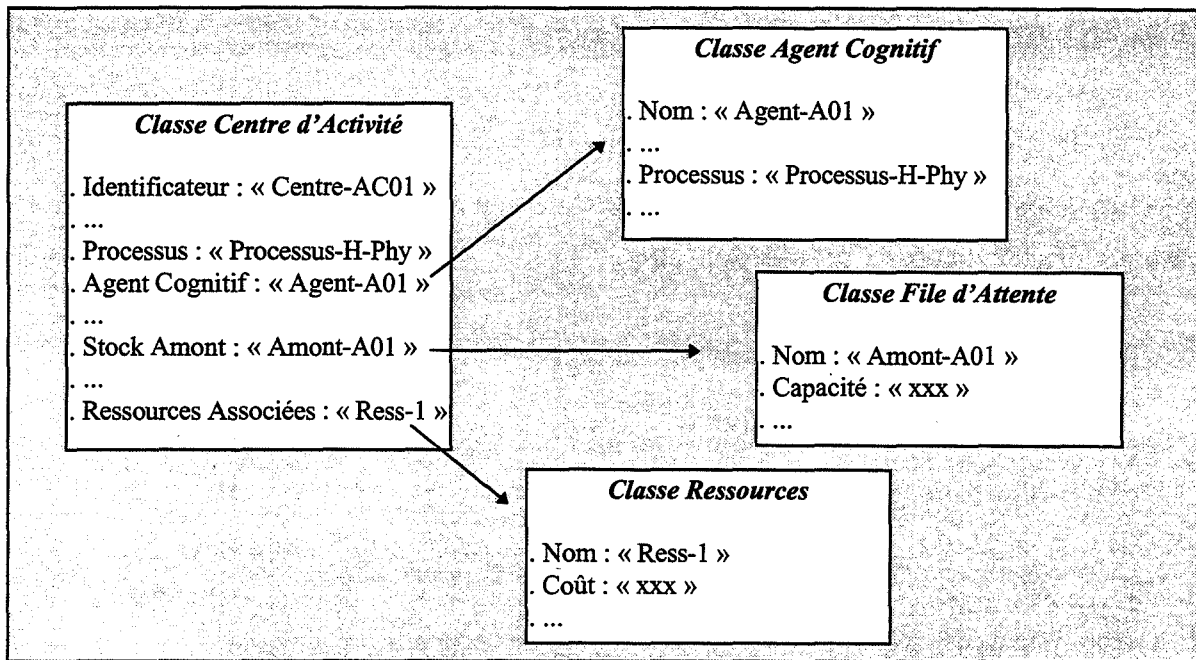 Classe Centre d'Activité
. Identificateur : « Centre-AC01 »
. ...
. Processus : « Processus-H-Phy »
. Agent Cognitif : « Agent-A01 »
. ...
. Stock Amont : « Amont-A01 »
. ...
. Ressources Associées : « Ress-1 »
Classe Agent Cognitif
. Nom : « Agent-A01 »
. ...
. Processus : « Processus-H-Phy »
. ...
Classe File d'Attente
. Nom : « Amont-A01 »
. Capacité : « xxx »
. ...
Classe Ressources
. Nom : « Ress-1 »
. Coût : « xxx »
. ...